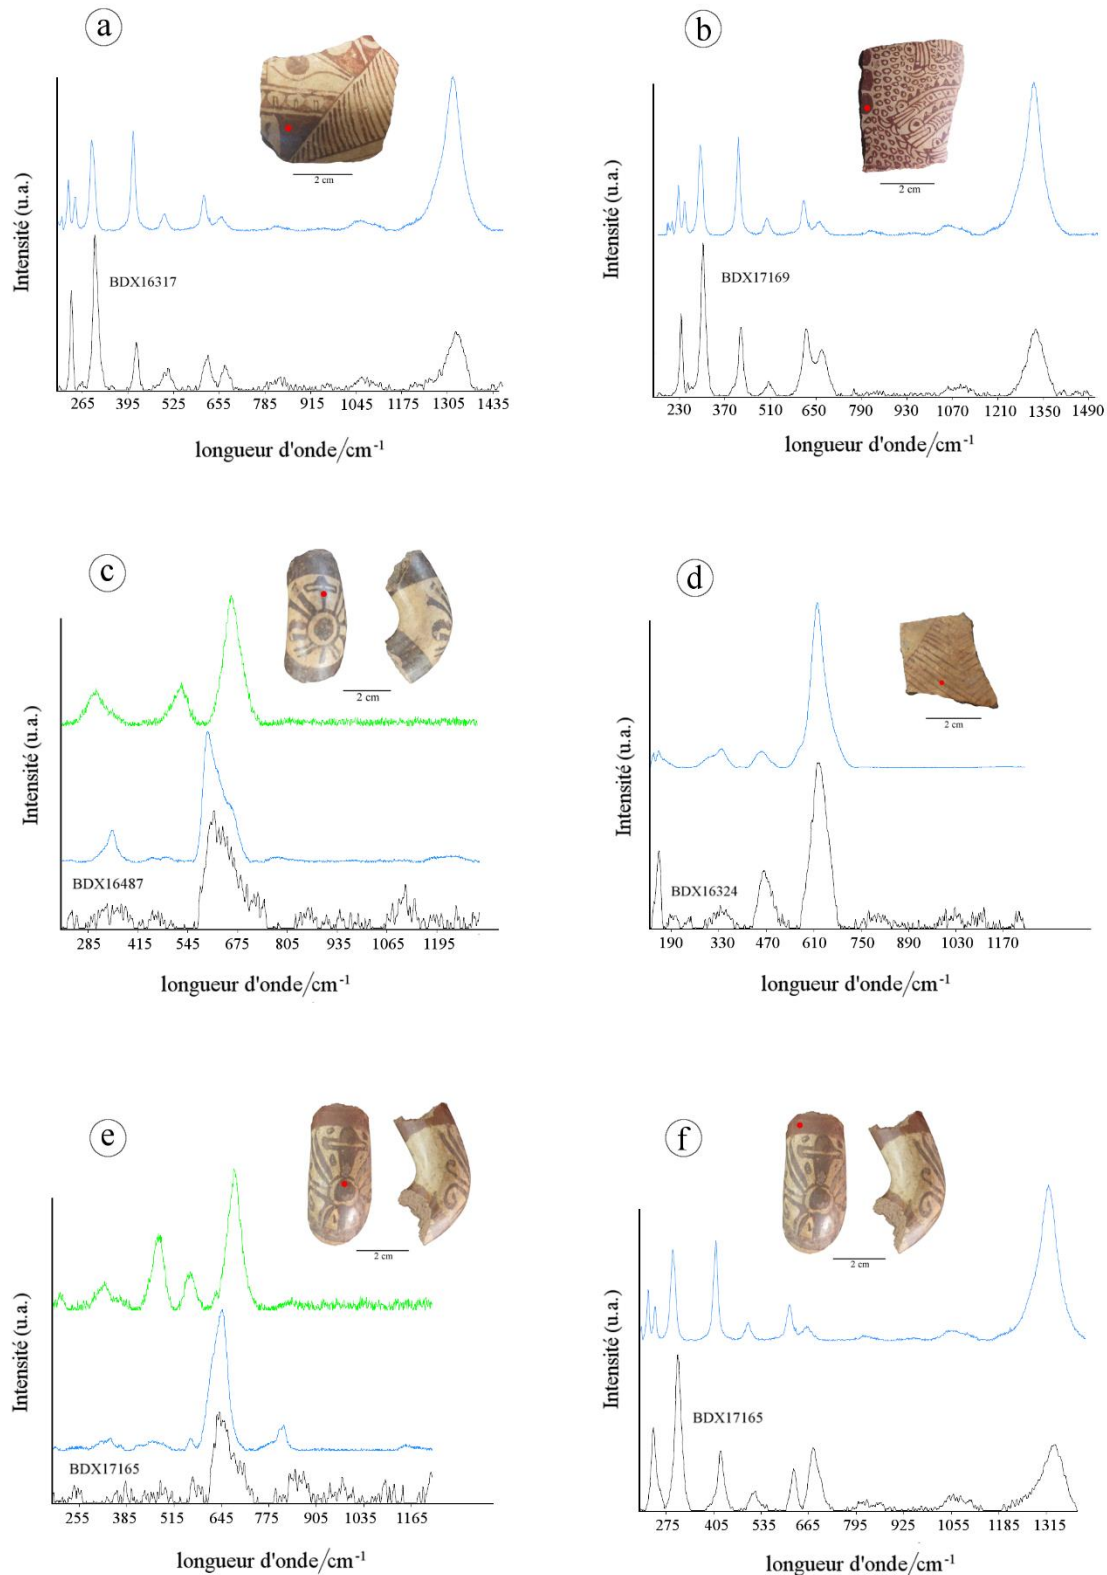 a
Intensité (u.a.)
2 cm
BDX16317
265 395 525 655 785 915 1045 1175 1305 1435
longueur d'onde/cm⁻¹
b
Intensité (u.a.)
2 cm
BDX17169
230 370 510 650 790 930 1070 1210 1350 1490
longueur d'onde/cm⁻¹
c
Intensité (u.a.)
2 cm
BDX16487
285 415 545 675 805 935 1065 1195
longueur d'onde/cm⁻¹
d
Intensité (u.a.)
2 cm
BDX16324
190 330 470 610 750 890 1030 1170
longueur d'onde/cm⁻¹
e
Intensité (u.a.)
2 cm
BDX17165
255 385 515 645 775 905 1035 1165
longueur d'onde/cm⁻¹
f
Intensité (u.a.)
2 cm
BDX17165
275 405 535 665 795 925 1055 1185 1315
longueur d'onde/cm⁻¹